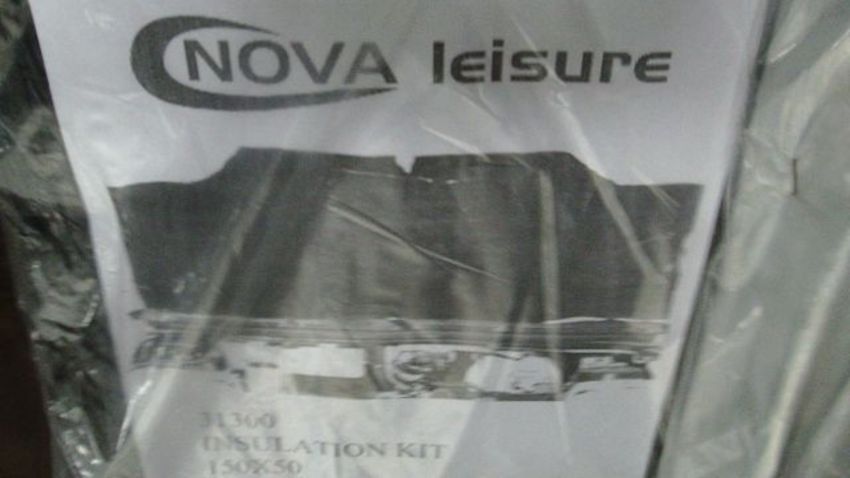 NOVA leisure
31300
INSULATION KIT
150X50